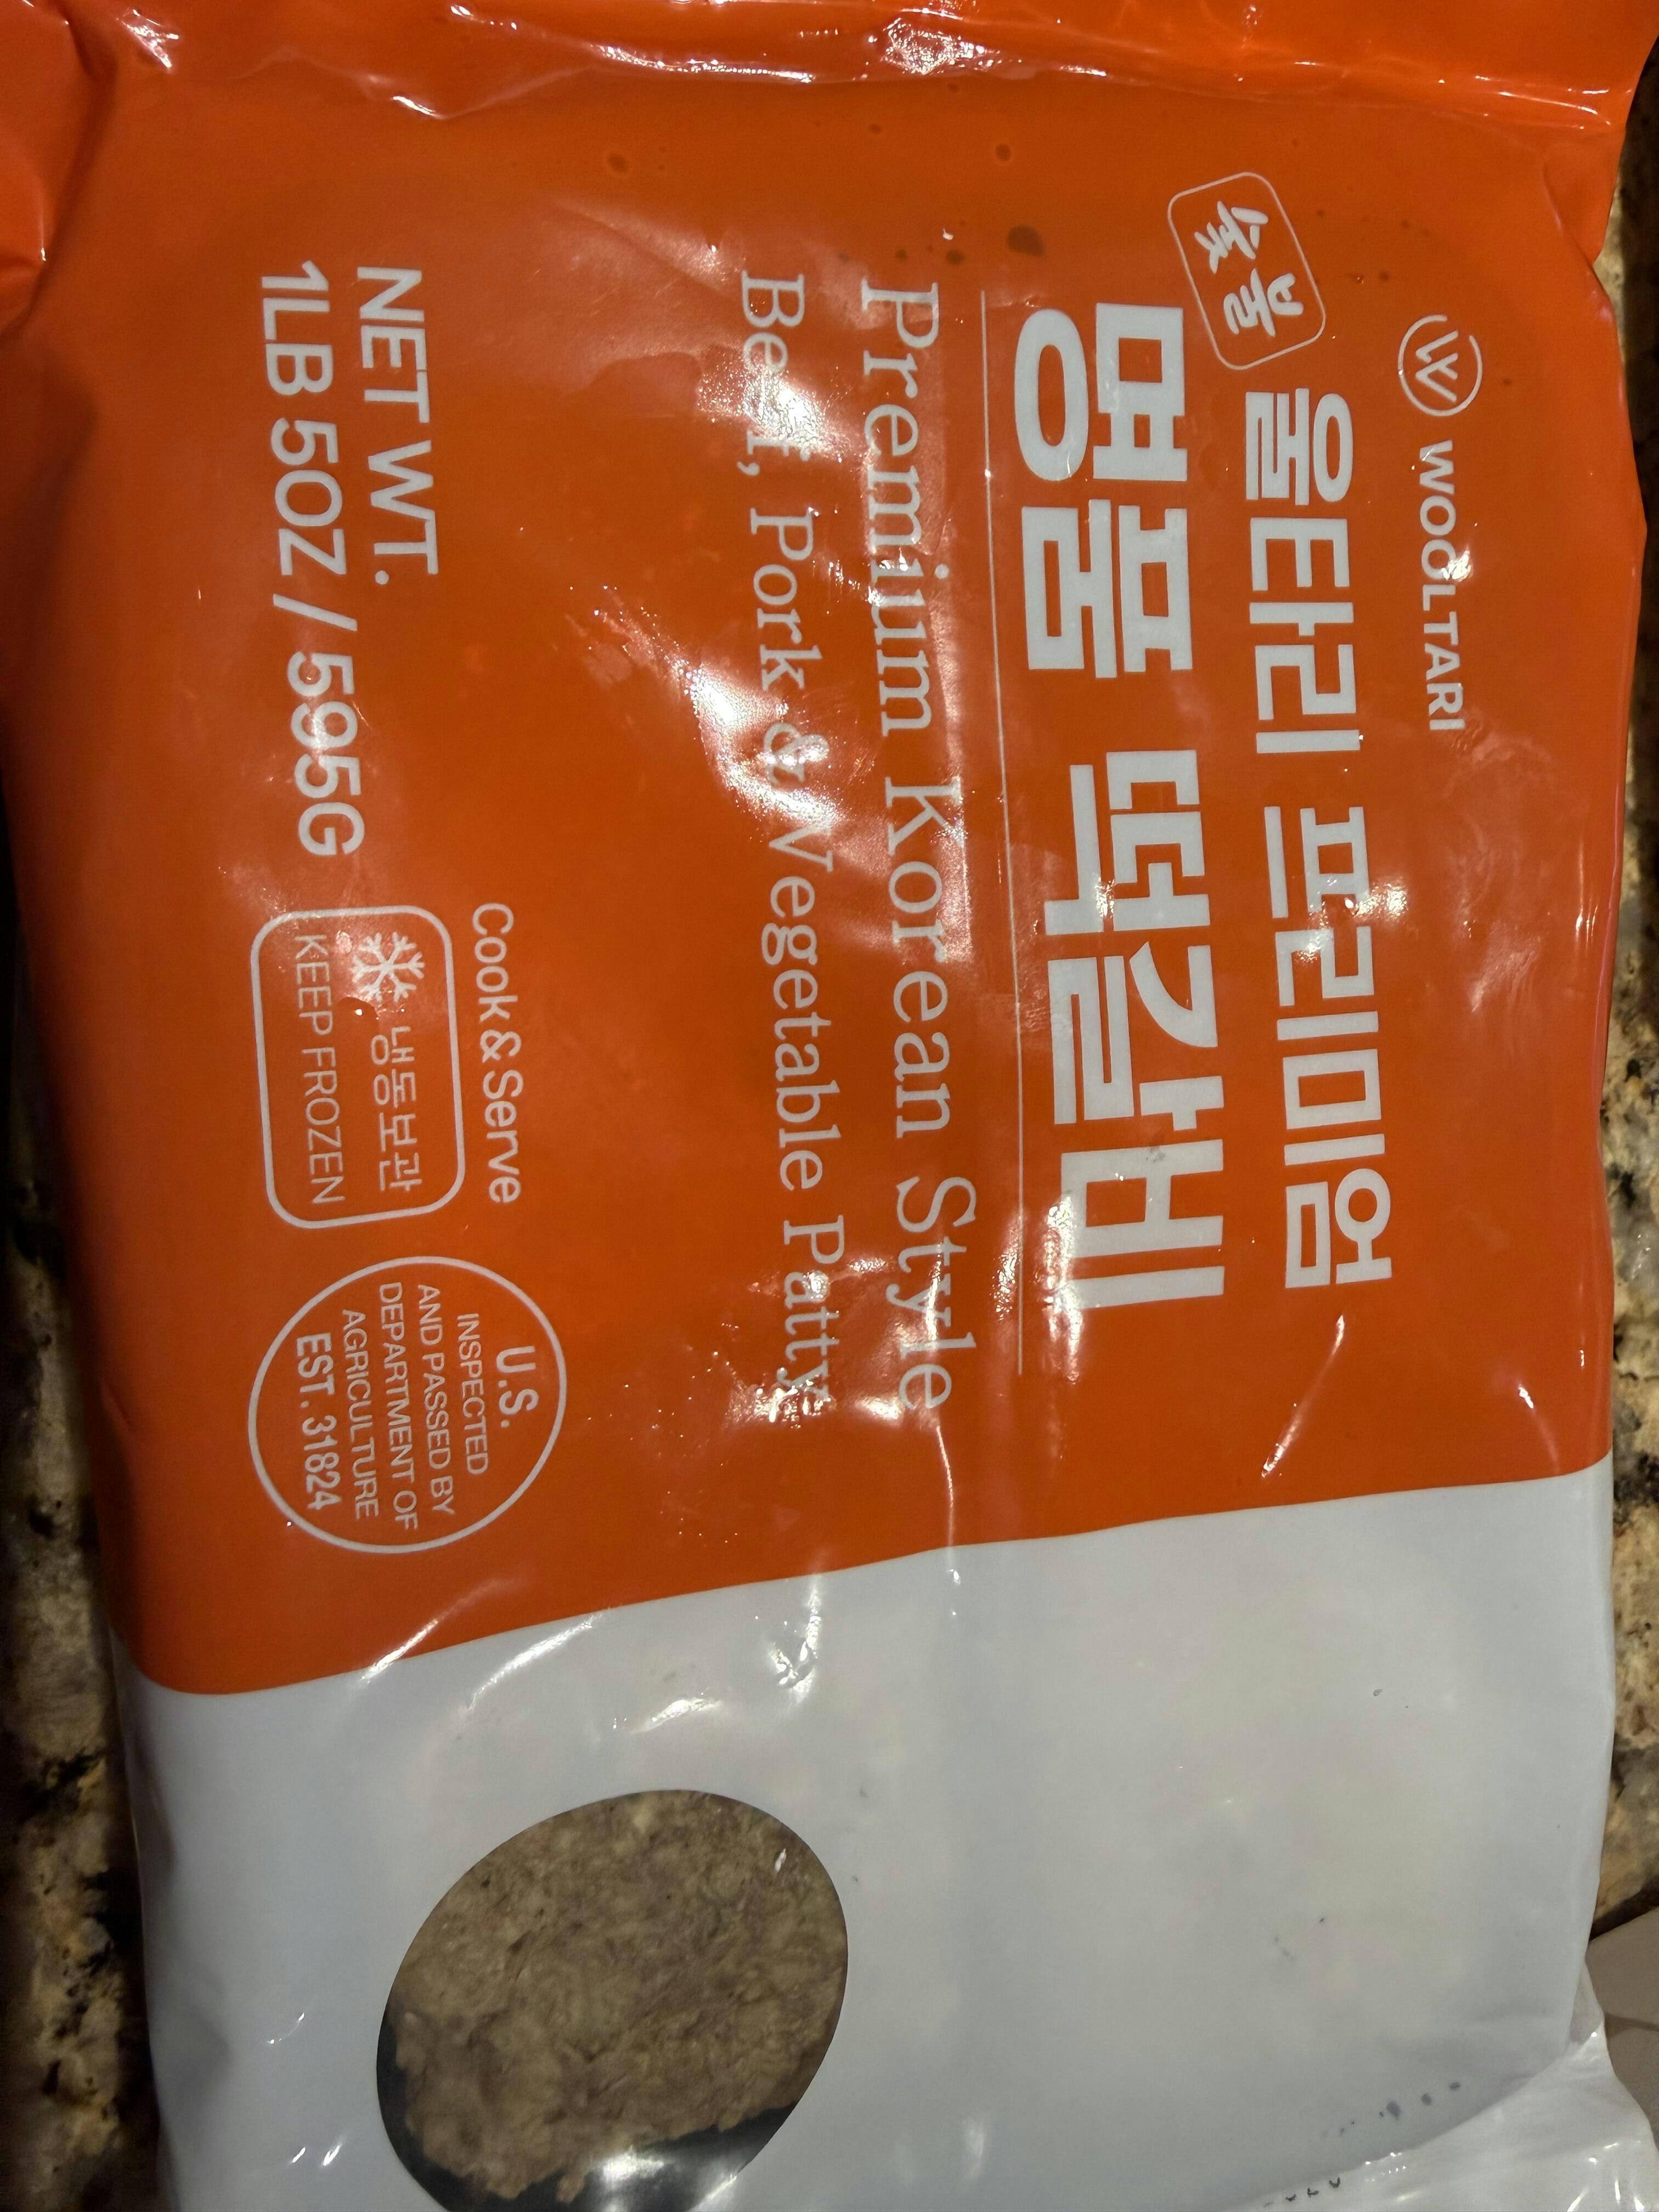 WOOLTARI
숯불
울타리 프리미엄
명품 떡갈비
Premium Korean Style
Beef, Pork & Vegetable Patty
Cook & Serve
NET WT.
1LB 5OZ / 595G
냉동보관
KEEP FROZEN
U.S.
INSPECTED
AND PASSED BY
DEPARTMENT OF
AGRICULTURE
EST. 31824